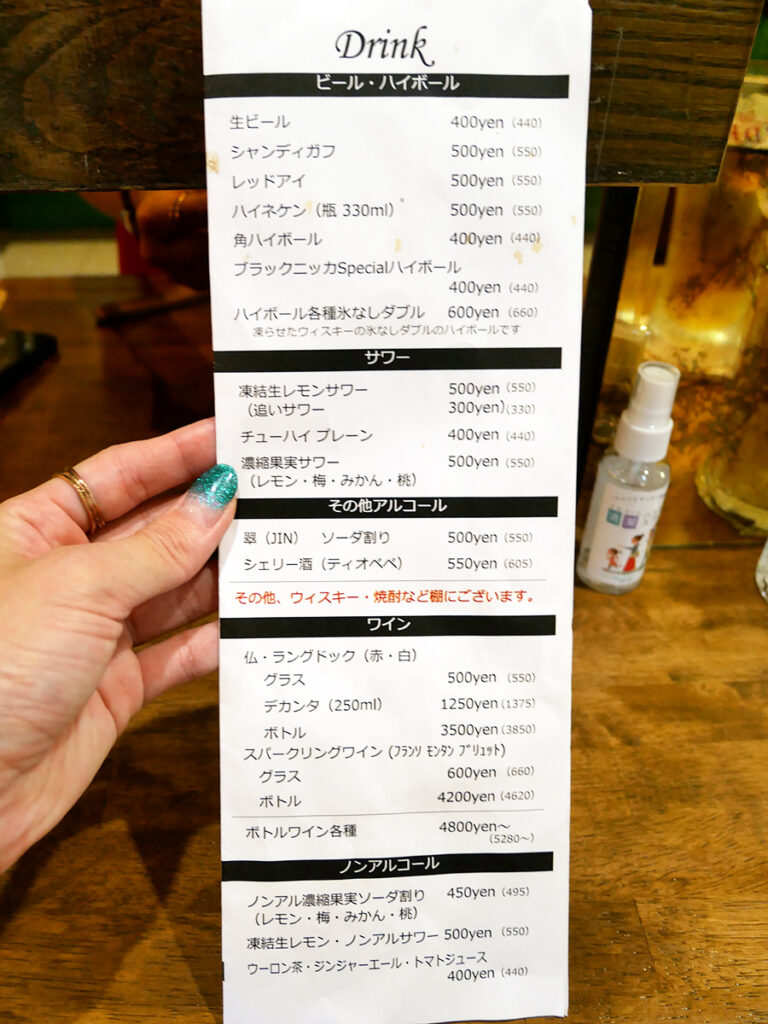 Drink
ビール・ハイボール
生ビール 400yen (440)
シャンディガフ 500yen (550)
レッドアイ 500yen (550)
ハイネケン（瓶 330ml） 500yen (550)
角ハイボール 400yen (440)
ブラックニッカSpecialハイボール
400yen (440)
ハイボール各種氷なしダブル 600yen (660)
凍らせたウィスキーの氷なしダブルのハイボールです
サワー
凍結生レモンサワー 500yen (550)
（追いサワー 300yen)(330)
チューハイ プレーン 400yen (440)
濃縮果実サワー 500yen (550)
（レモン・梅・みかん・桃）
その他アルコール
翠（JIN） ソーダ割り 500yen (550)
シェリー酒（ティオペペ） 550yen (605)
その他、ウィスキー・焼酎など棚にございます。
ワイン
仏・ラングドック（赤・白）
グラス 500yen (550)
デカンタ（250ml） 1250yen (1375)
ボトル 3500yen (3850)
スパークリングワイン (ﾌﾗﾝｿ ﾓﾝﾀﾝ ﾌﾞﾘｭｯﾄ)
グラス 600yen (660)
ボトル 4200yen (4620)
ボトルワイン各種 4800yen～
(5280～)
ノンアルコール
ノンアル濃縮果実ソーダ割り 450yen (495)
（レモン・梅・みかん・桃）
凍結生レモン・ノンアルサワー 500yen (550)
ウーロン茶・ジンジャーエール・トマトジュース
400yen (440)